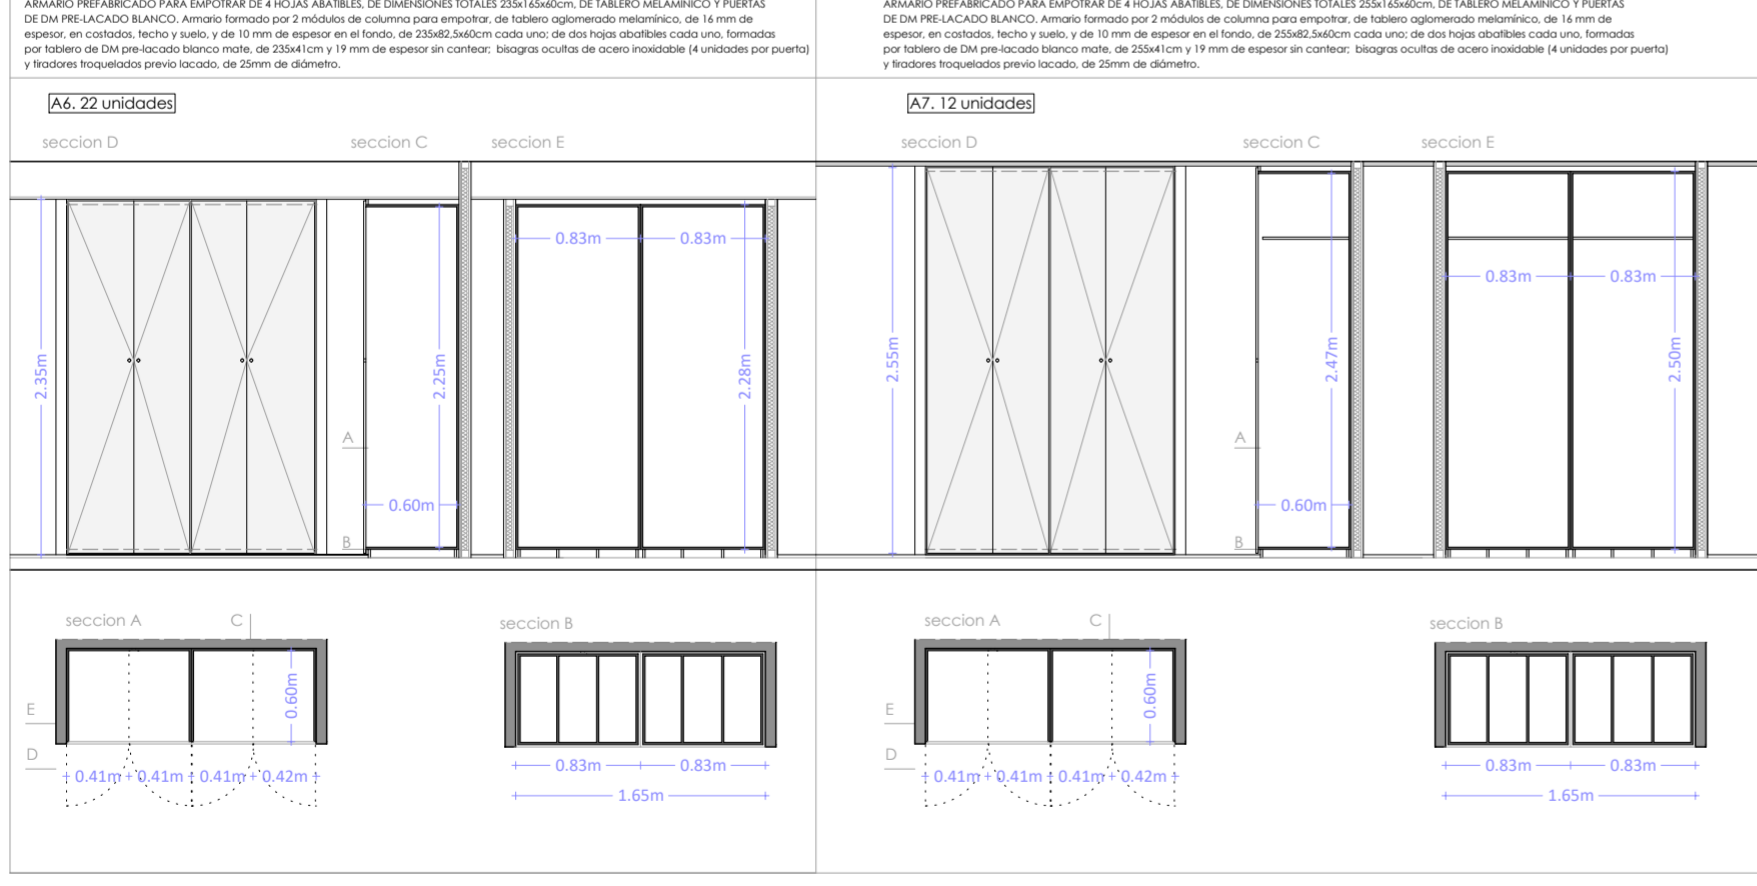 ARMARIO PREFABRICADO PARA EMPOTRAR DE 4 HOJAS ABATIBLES, DE DIMENSIONES TOTALES 235x165x60cm, DE TABLERO MELAMÍNICO Y PUERTAS
DE DM PRE-LACADO BLANCO. Armario formado por 2 módulos de columna para empotrar, de tablero aglomerado melamínico, de 16 mm de
espesor, en costados, techo y suelo, y de 10 mm de espesor en el fondo, de 235x82,5x60cm cada uno; de dos hojas abatibles cada uno, formadas
por tablero de DM pre-lacado blanco mate, de 235x41cm y 19 mm de espesor sin cantear; bisagras ocultas de acero inoxidable (4 unidades por puerta)
y tiradores troquelados previo lacado, de 25mm de diámetro.
A6. 22 unidades
seccion D
seccion C
seccion E
2.35m
2.25m
0.60m
A
B
0.83m
0.83m
2.28m
seccion A
C
seccion B
0.60m
E
D
0.41m
0.41m
0.41m
0.42m
0.83m
0.83m
1.65m
ARMARIO PREFABRICADO PARA EMPOTRAR DE 4 HOJAS ABATIBLES, DE DIMENSIONES TOTALES 255x165x60cm, DE TABLERO MELAMÍNICO Y PUERTAS
DE DM PRE-LACADO BLANCO. Armario formado por 2 módulos de columna para empotrar, de tablero aglomerado melamínico, de 16 mm de
espesor, en costados, techo y suelo, y de 10 mm de espesor en el fondo, de 255x82,5x60cm cada uno; de dos hojas abatibles cada uno, formadas
por tablero de DM pre-lacado blanco mate, de 255x41cm y 19 mm de espesor sin cantear; bisagras ocultas de acero inoxidable (4 unidades por puerta)
y tiradores troquelados previo lacado, de 25mm de diámetro.
A7. 12 unidades
seccion D
seccion C
seccion E
2.55m
2.47m
0.60m
A
B
0.83m
0.83m
2.50m
seccion A
C
seccion B
0.60m
E
D
0.41m
0.41m
0.41m
0.42m
0.83m
0.83m
1.65m